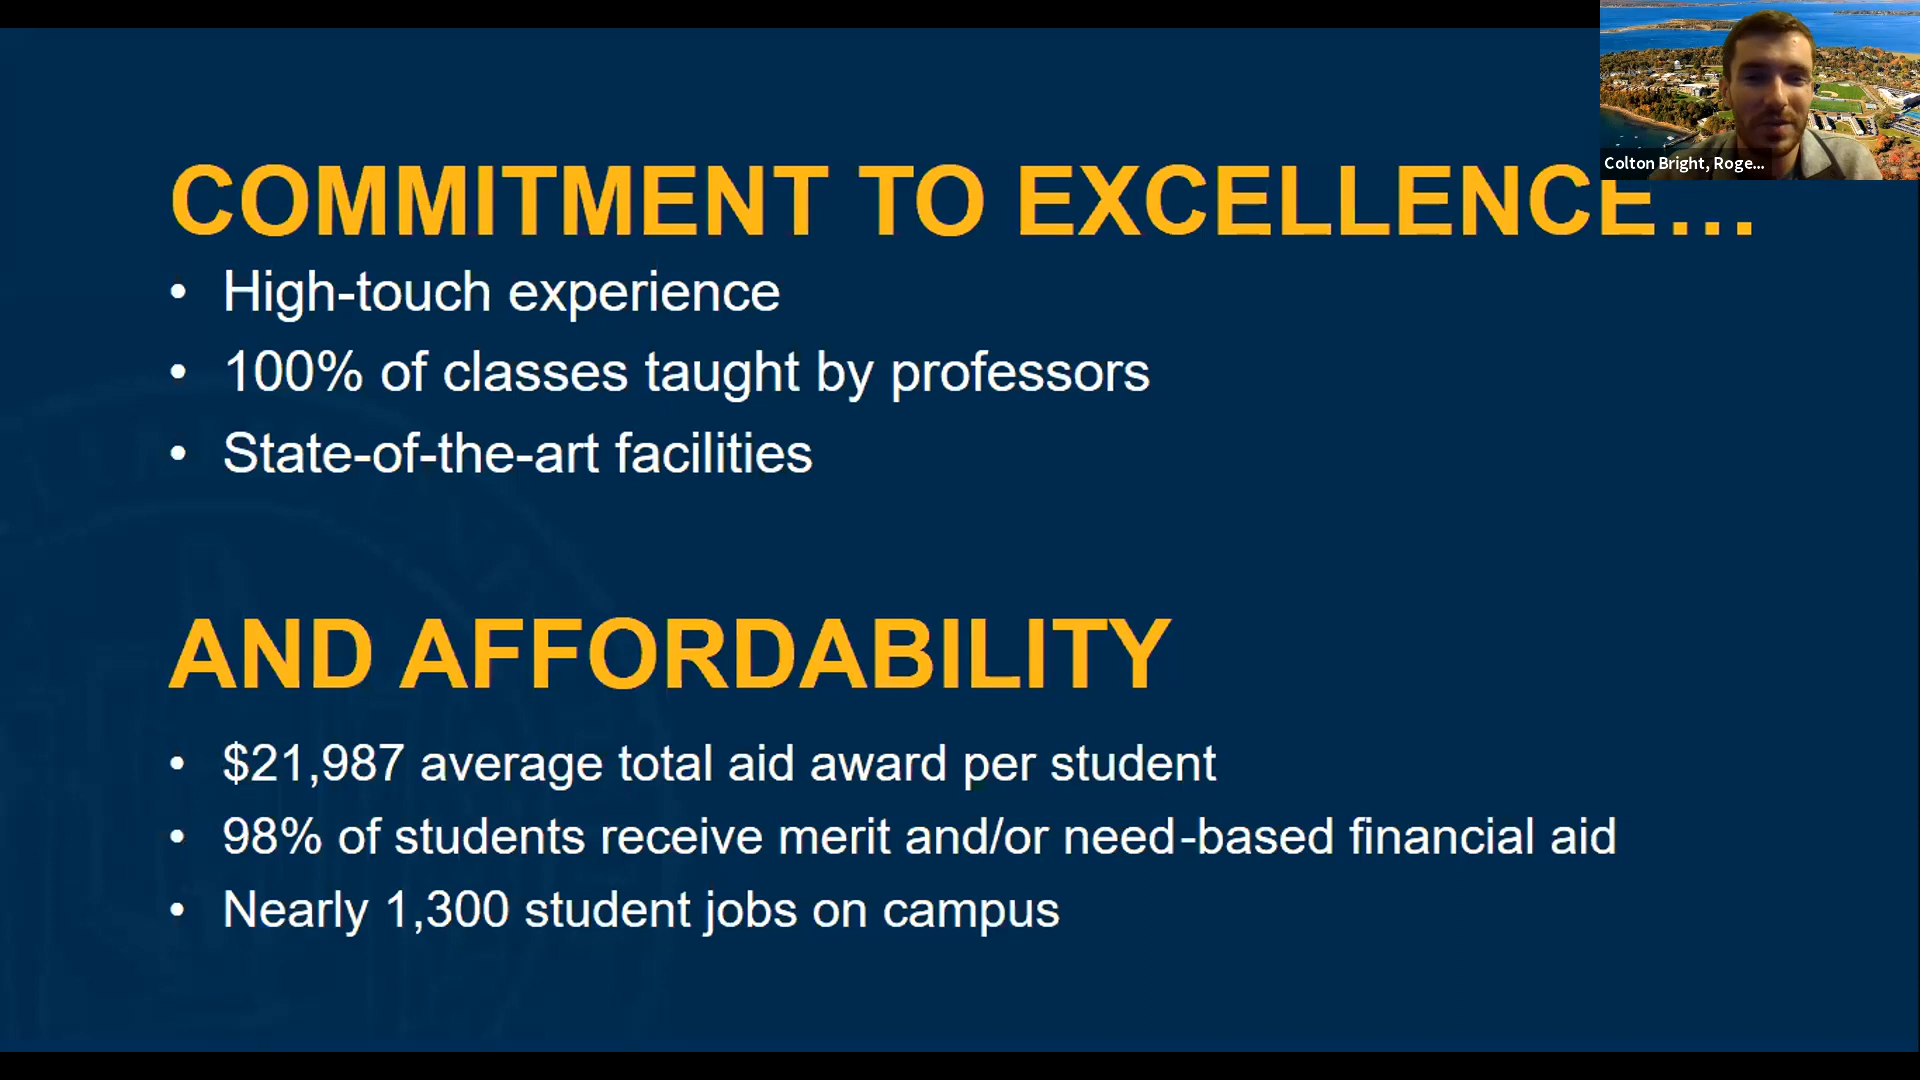 COMMITMENT TO EXCELLENCE...
• High-touch experience
• 100% of classes taught by professors
• State-of-the-art facilities
AND AFFORDABILITY
• $21,987 average total aid award per student
• 98% of students receive merit and/or need-based financial aid
• Nearly 1,300 student jobs on campus
Colton Bright, Roge...